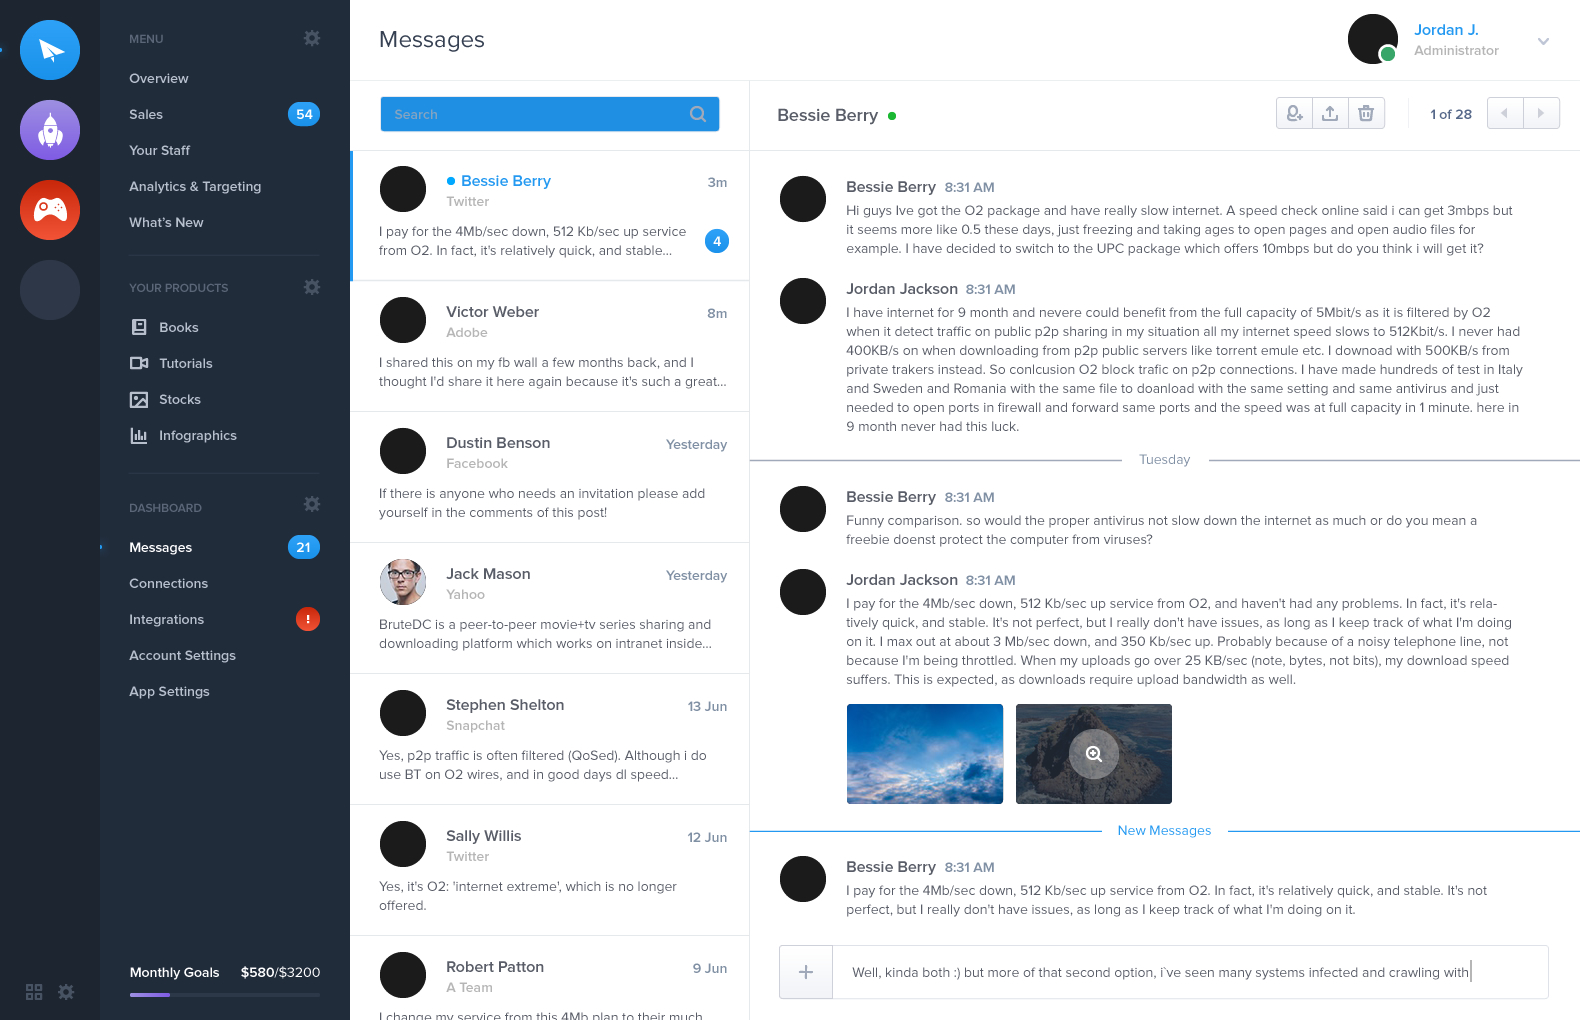 MENU
Overview
Sales
54
Your Staff
Analytics & Targeting
What's New
YOUR PRODUCTS
Books
Tutorials
Stocks
Infographics
DASHBOARD
Messages
21
Connections
Integrations
!
Account Settings
App Settings
Monthly Goals $580/$3200
Messages
Jordan J.
Administrator
Search
Bessie Berry
3m
Twitter
I pay for the 4Mb/sec down, 512 Kb/sec up service
from O2. In fact, it's relatively quick, and stable...
4
Victor Weber
8m
Adobe
I shared this on my fb wall a few months back, and I
thought I'd share it here again because it's such a great...
Dustin Benson
Yesterday
Facebook
If there is anyone who needs an invitation please add
yourself in the comments of this post!
Jack Mason
Yesterday
Yahoo
BruteDC is a peer-to-peer movie+tv series sharing and
downloading platform which works on intranet inside...
Stephen Shelton
13 Jun
Snapchat
Yes, p2p traffic is often filtered (QoSed). Although i do
use BT on O2 wires, and in good days dl speed...
Sally Willis
12 Jun
Twitter
Yes, it's O2: 'internet extreme', which is no longer
offered.
Robert Patton
9 Jun
A Team
I change my service from this 4Mb plan to their much
Bessie Berry
1 of 28
Bessie Berry 8:31 AM
Hi guys Ive got the O2 package and have really slow internet. A speed check online said i can get 3mbps but
it seems more like 0.5 these days, just freezing and taking ages to open pages and open audio files for
example. I have decided to switch to the UPC package which offers 10mbps but do you think i will get it?
Jordan Jackson 8:31 AM
I have internet for 9 month and nevere could benefit from the full capacity of 5Mbit/s as it is filtered by O2
when it detect traffic on public p2p sharing in my situation all my internet speed slows to 512Kbit/s. I never had
400KB/s on when downloading from p2p public servers like torrent emule etc. I downoad with 500KB/s from
private trakers instead. So conlcusion O2 block trafic on p2p connections. I have made hundreds of test in Italy
and Sweden and Romania with the same file to doanload with the same setting and same antivirus and just
needed to open ports in firewall and forward same ports and the speed was at full capacity in 1 minute. here in
9 month never had this luck.
Tuesday
Bessie Berry 8:31 AM
Funny comparison. so would the proper antivirus not slow down the internet as much or do you mean a
freebie doenst protect the computer from viruses?
Jordan Jackson 8:31 AM
I pay for the 4Mb/sec down, 512 Kb/sec up service from O2, and haven't had any problems. In fact, it's rela-
tively quick, and stable. It's not perfect, but I really don't have issues, as long as I keep track of what I'm doing
on it. I max out at about 3 Mb/sec down, and 350 Kb/sec up. Probably because of a noisy telephone line, not
because I'm being throttled. When my uploads go over 25 KB/sec (note, bytes, not bits), my download speed
suffers. This is expected, as downloads require upload bandwidth as well.
New Messages
Bessie Berry 8:31 AM
I pay for the 4Mb/sec down, 512 Kb/sec up service from O2. In fact, it's relatively quick, and stable. It's not
perfect, but I really don't have issues, as long as I keep track of what I'm doing on it.
Well, kinda both :) but more of that second option, i`ve seen many systems infected and crawling with